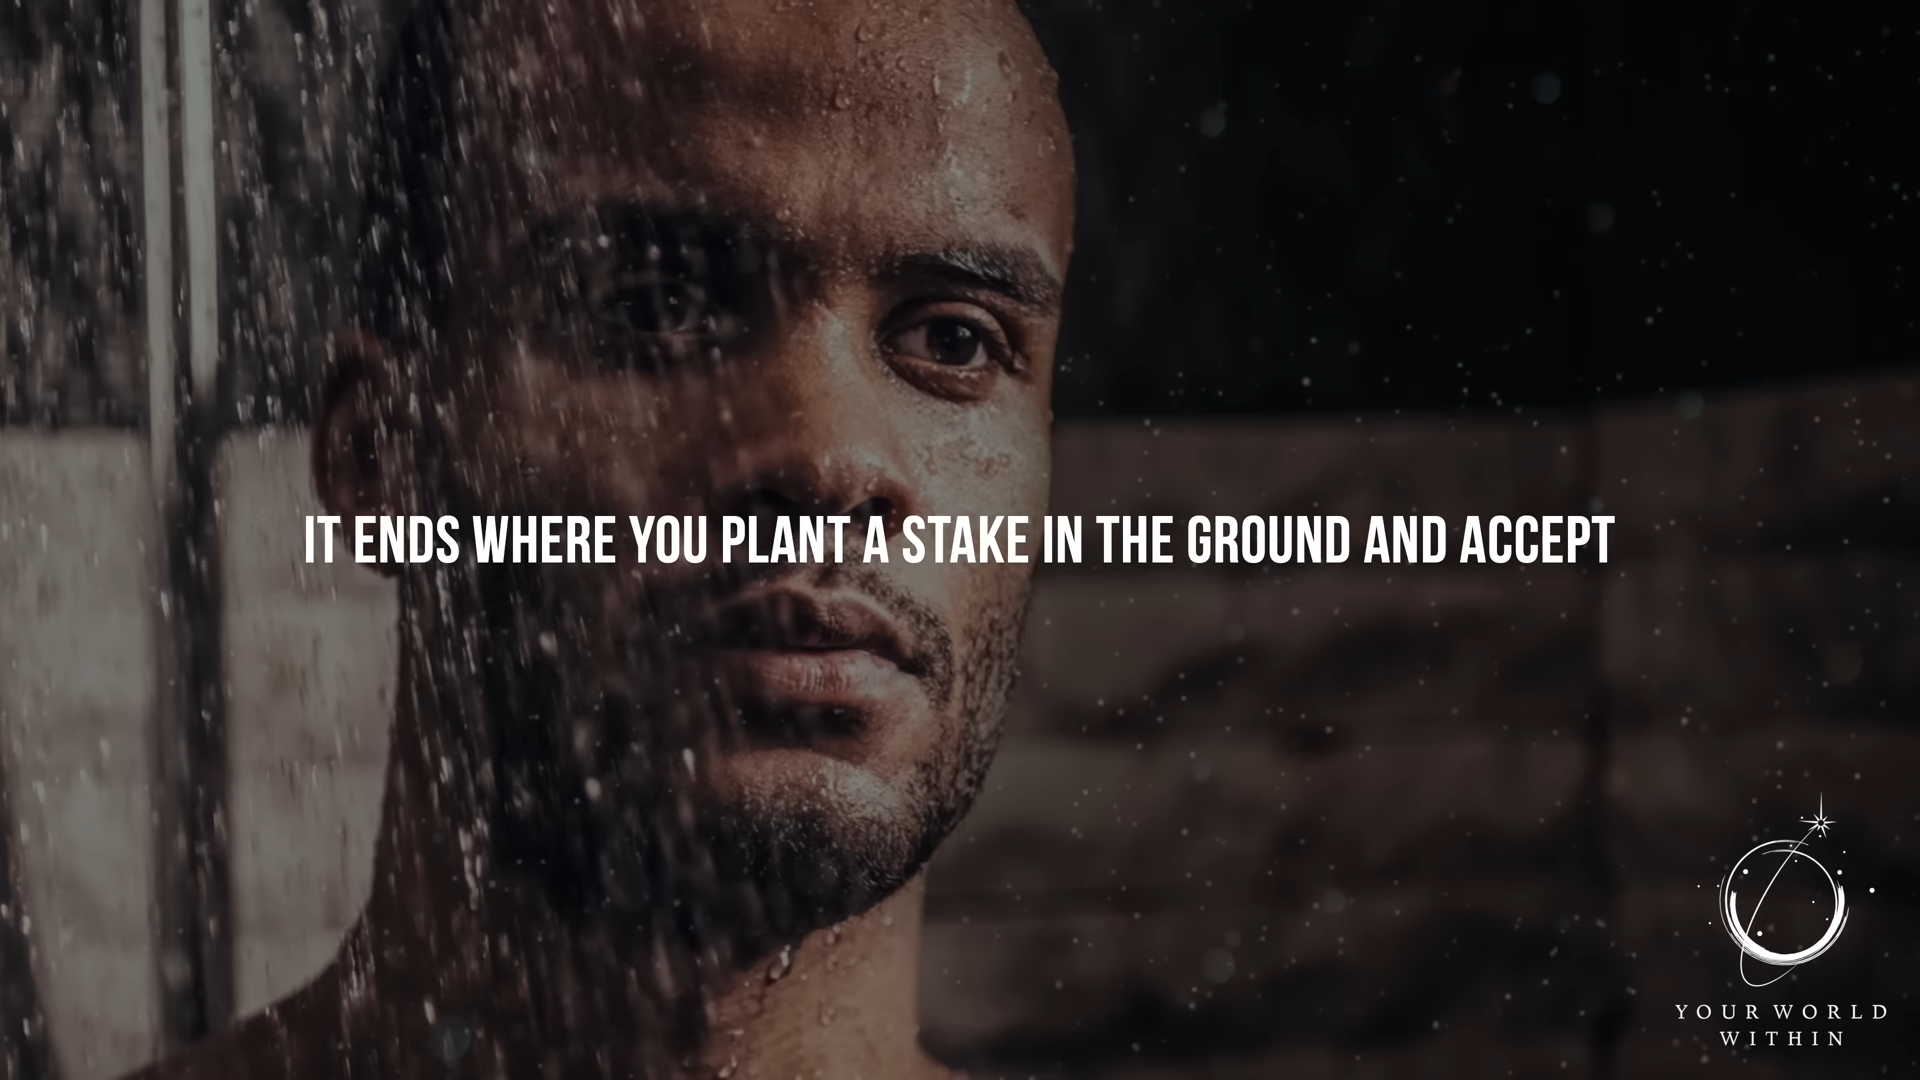 IT ENDS WHERE YOU PLANT A STAKE IN THE GROUND AND ACCEPT
YOUR WORLD
WITHIN